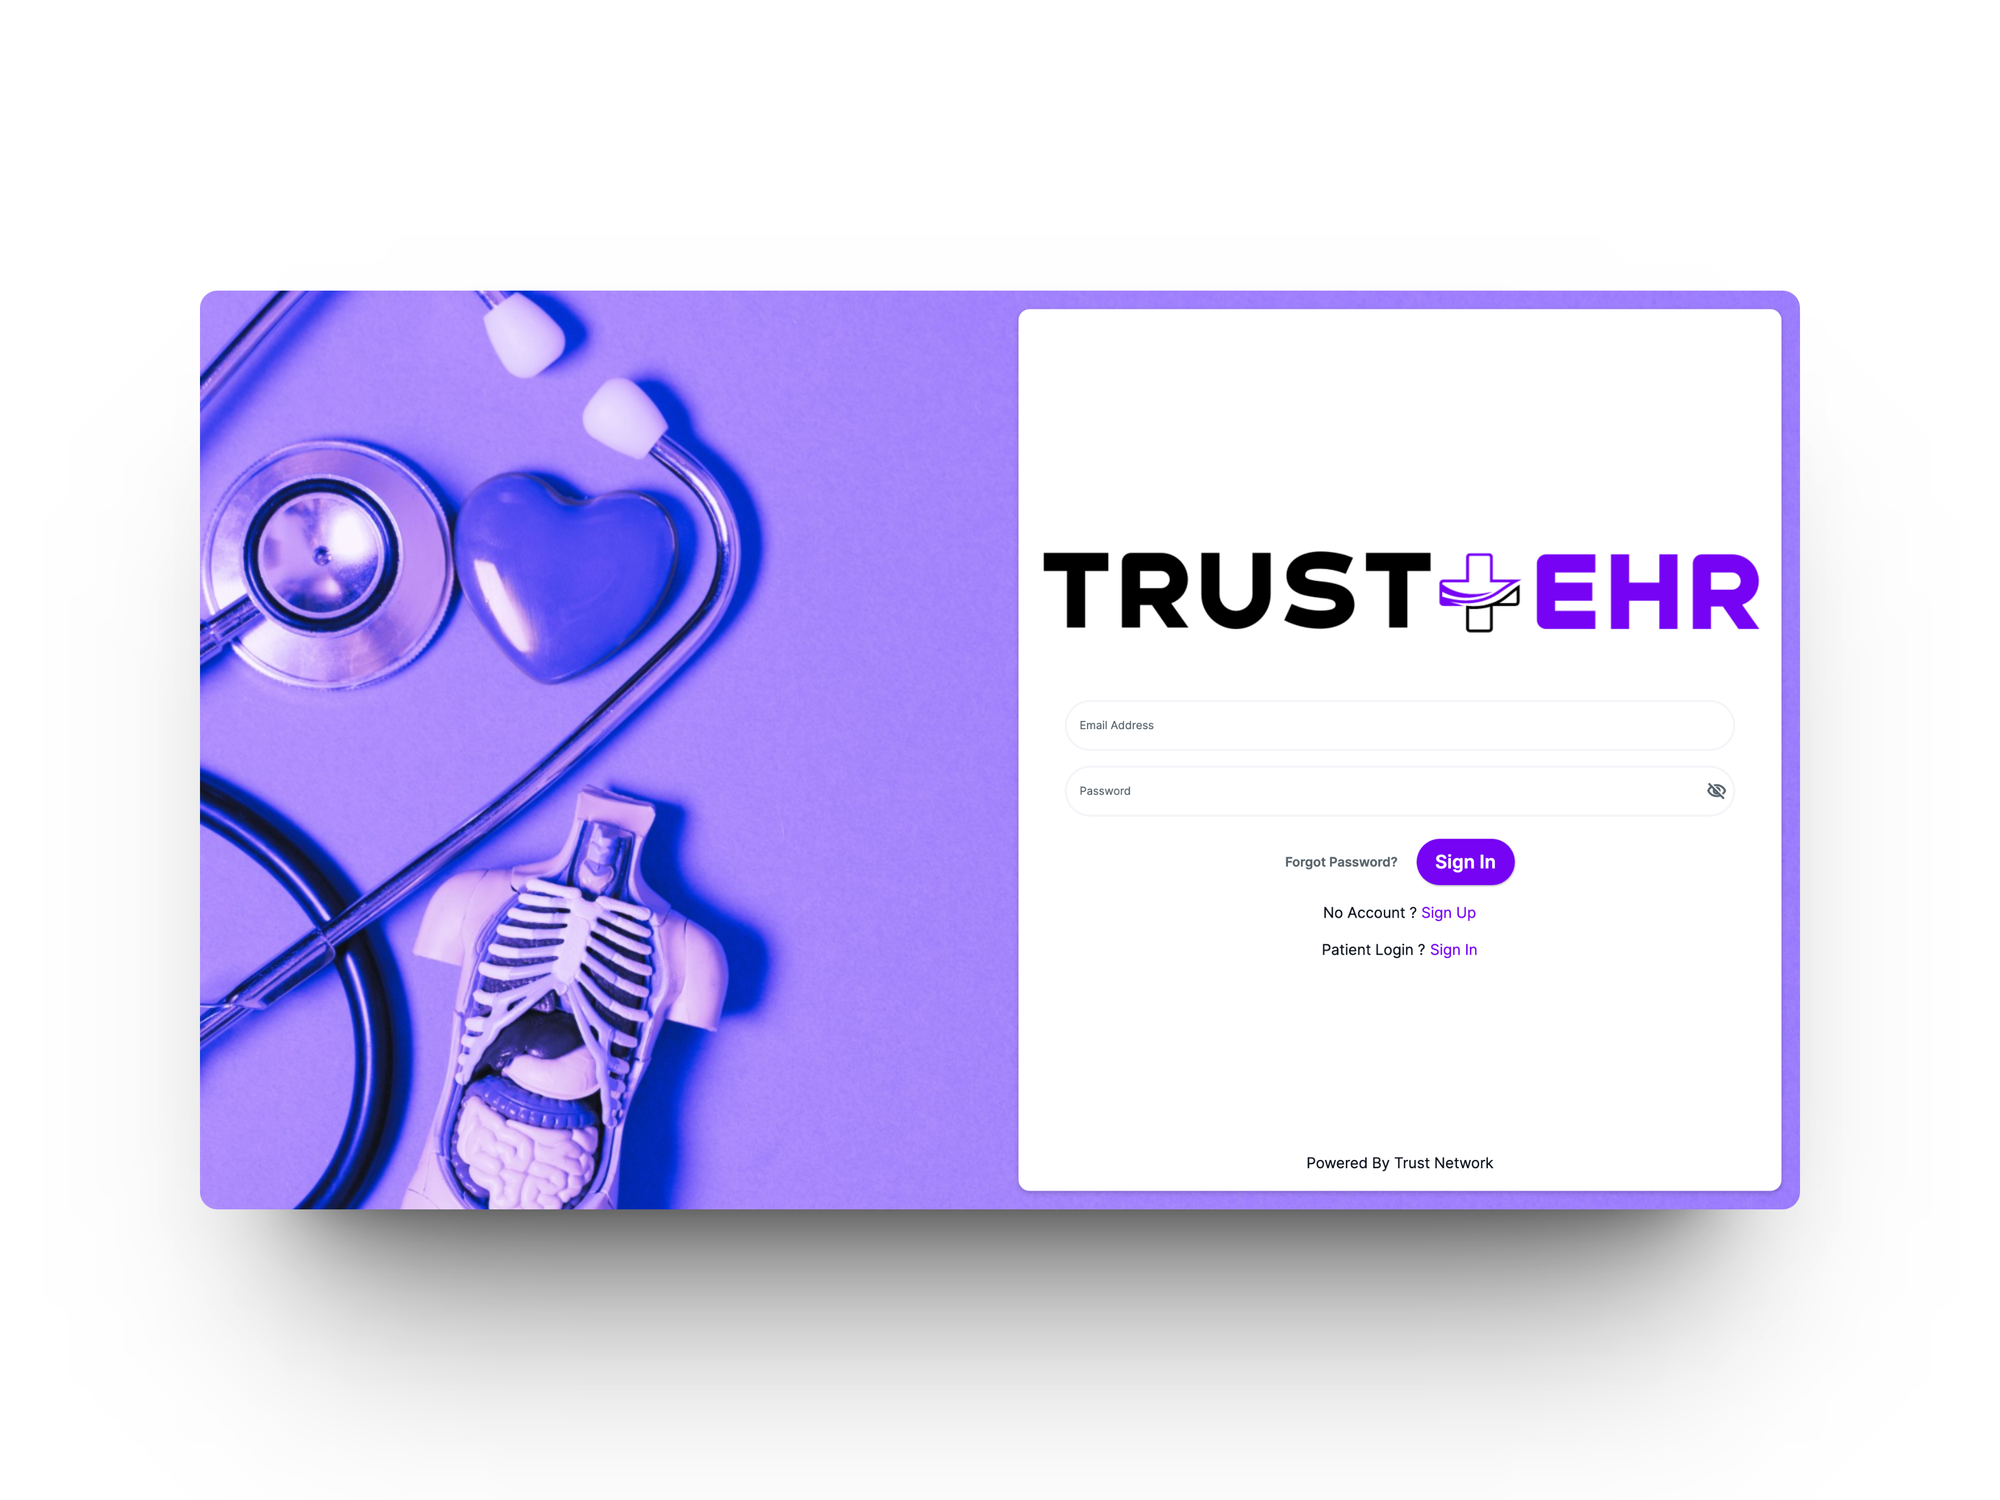 TRUST EHR
Email Address
Password
Forgot Password? Sign In
No Account ? Sign Up
Patient Login ? Sign In
Powered By Trust Network